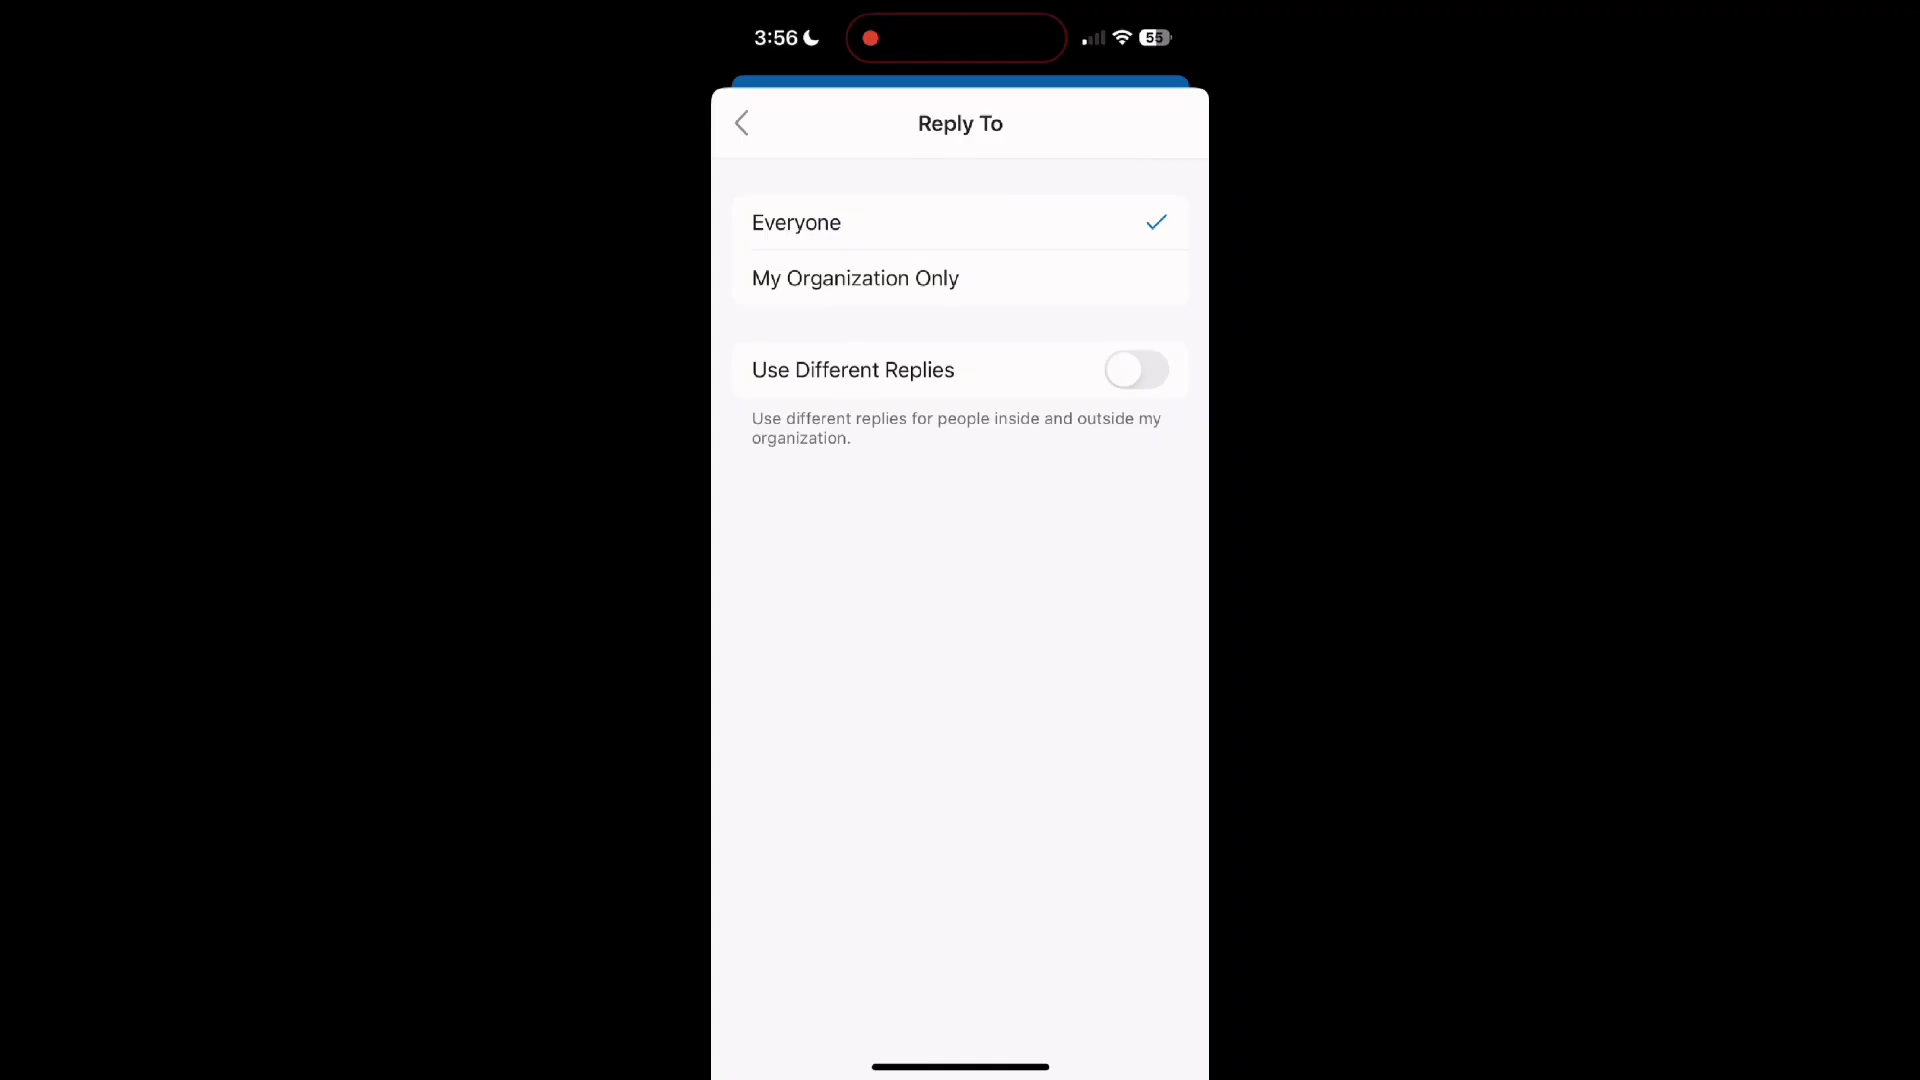 3:56
55
Reply To
Everyone
My Organization Only
Use Different Replies
Use different replies for people inside and outside my
organization.